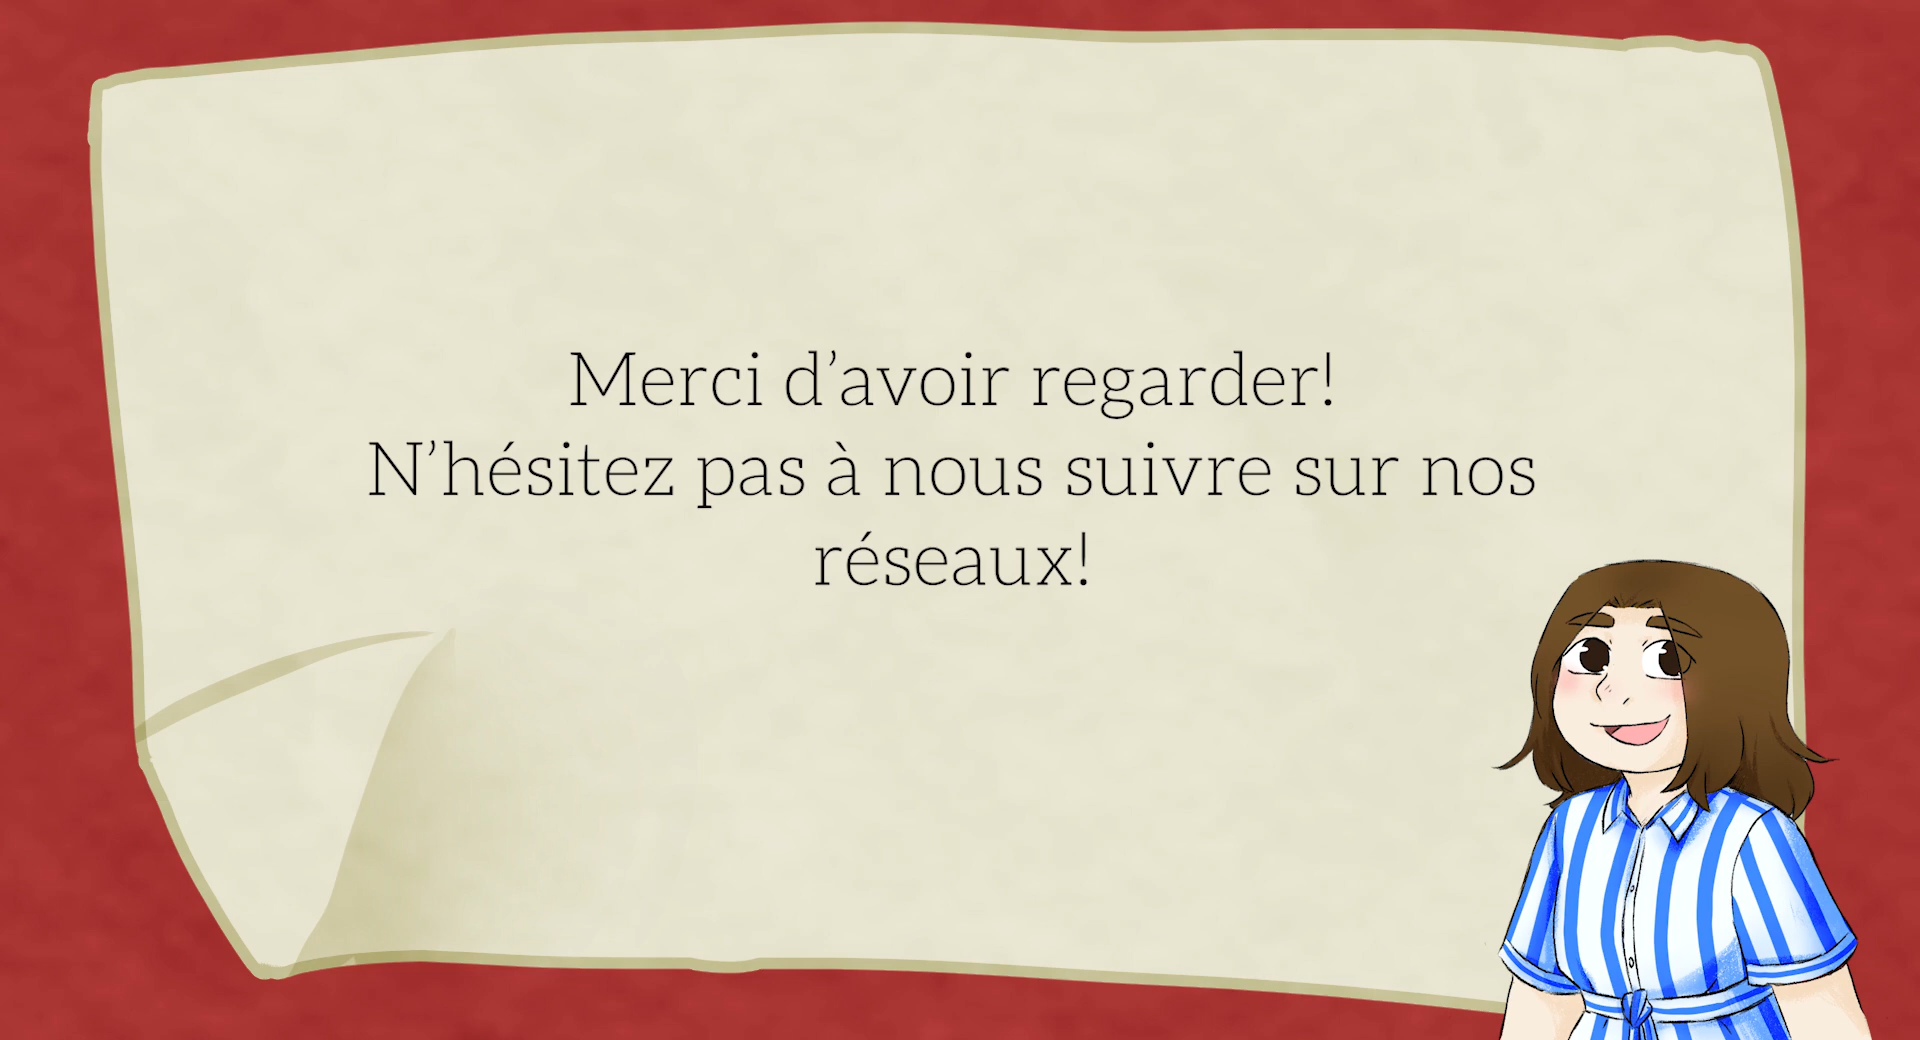 Merci d’avoir regarder!
N’hésitez pas à nous suivre sur nos
réseaux!